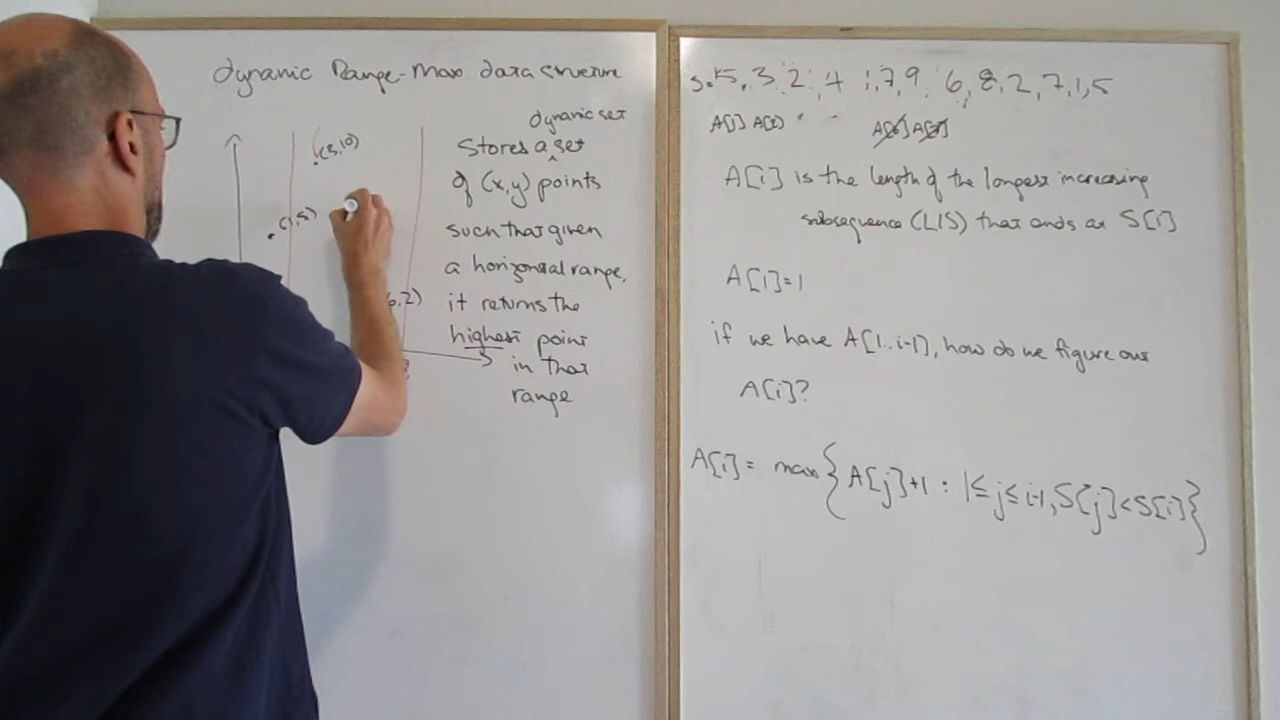 dynamic Range-Max data structure
dynamic set
Stores a set
of (x,y) points
such that given
a horizontal range,
it returns the
highest point
in that
range
(3,10)
(1,5)
6,2)
S: 5, 3, 2, 4, 1, 7, 9, 6, 8, 2, 7, 1, 5
A[1] A[2]
A[i] is the length of the longest increasing
subsequence (LIS) that ends at S[i]
A[1]=1
if we have A[1..i-1], how do we figure out
A[i]?
A[i] = max{A[j]+1 : 1≤j≤i-1, S[j]<S[i]}